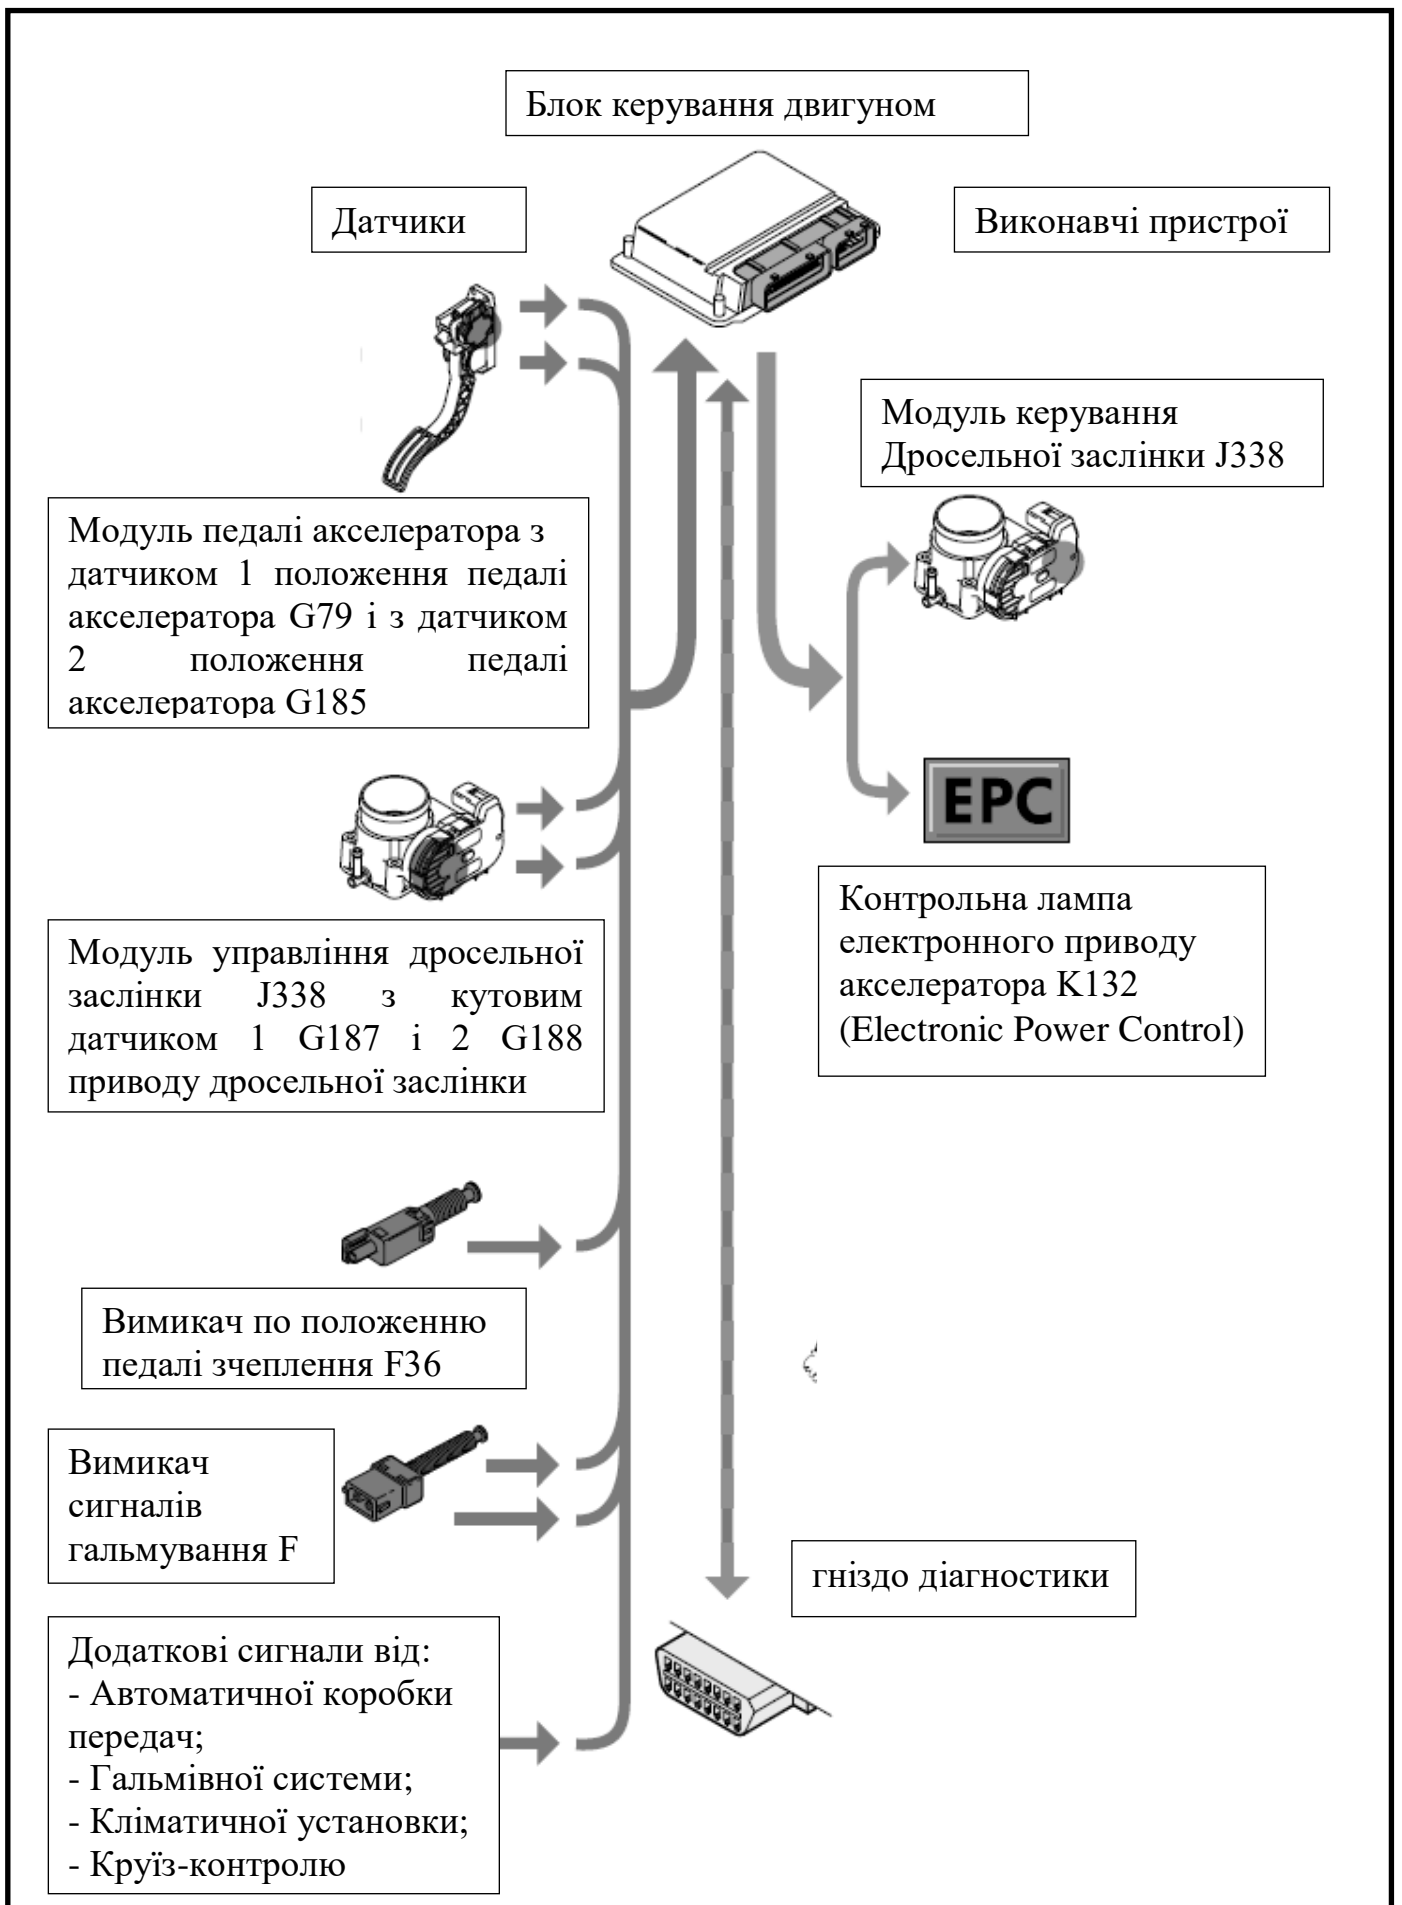 Блок керування двигуном
Датчики
Виконавчі пристрої
Модуль керування
Дросельної заслінки J338
Модуль педалі акселератора з
датчиком 1 положення педалі
акселератора G79 і з датчиком
2 положення педалі
акселератора G185
EPC
Контрольна лампа
електронного приводу
акселератора K132
(Electronic Power Control)
Модуль управління дросельної
заслінки J338 з кутовим
датчиком 1 G187 і 2 G188
приводу дросельної заслінки
Вимикач по положенню
педалі зчеплення F36
Вимикач
сигналів
гальмування F
гніздо діагностики
Додаткові сигнали від:
- Автоматичної коробки
передач;
- Гальмівної системи;
- Кліматичної установки;
- Круїз-контролю